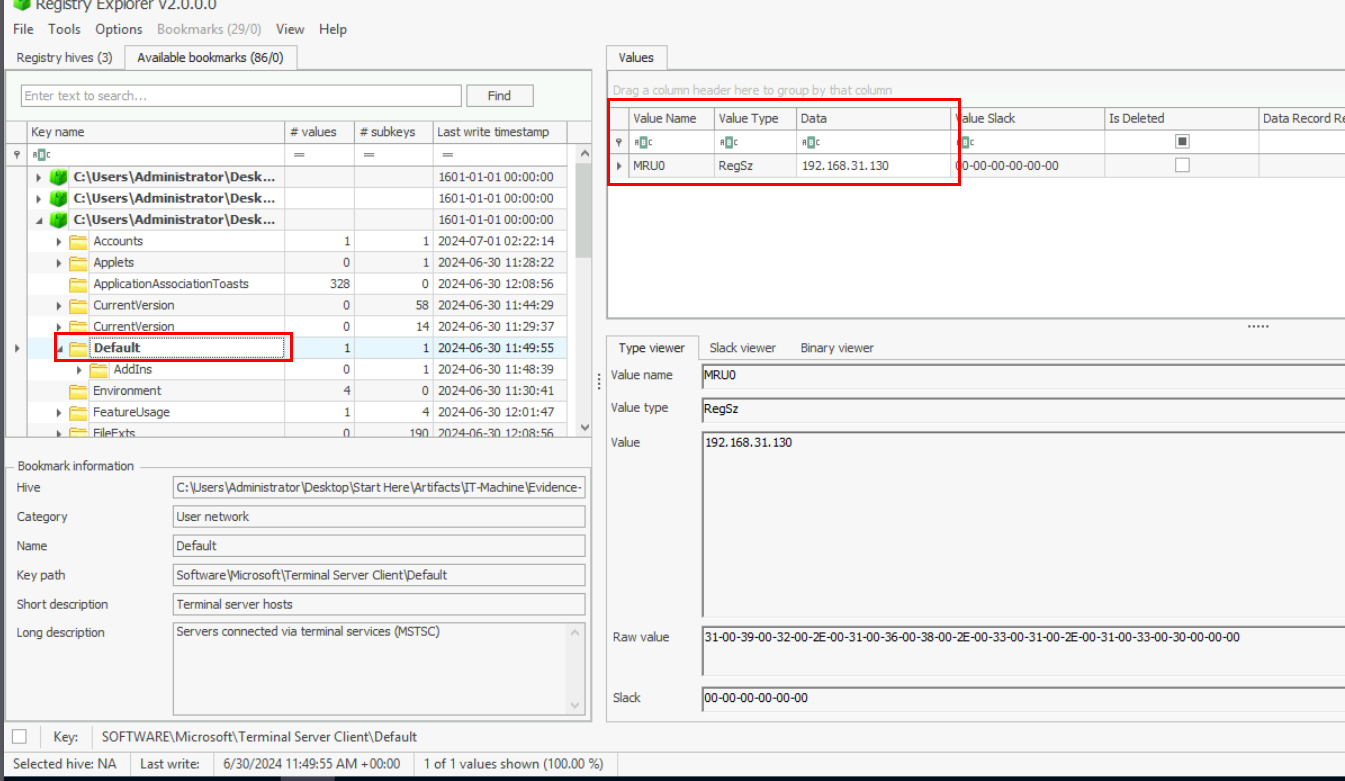 Registry Explorer v2.0.0.0
File Tools Options Bookmarks (29/0) View Help
Registry hives (3) Available bookmarks (86/0)
Enter text to search... Find
Key name # values # subkeys Last write timestamp
= = =
C:\Users\Administrator\Desk... 1601-01-01 00:00:00
C:\Users\Administrator\Desk... 1601-01-01 00:00:00
C:\Users\Administrator\Desk... 1601-01-01 00:00:00
Accounts 1 1 2024-07-01 02:22:14
Applets 0 1 2024-06-30 11:28:22
ApplicationAssociationToasts 328 0 2024-06-30 12:08:56
CurrentVersion 0 58 2024-06-30 11:44:29
CurrentVersion 0 14 2024-06-30 11:29:37
Default 1 1 2024-06-30 11:49:55
AddIns 0 1 2024-06-30 11:48:39
Environment 4 0 2024-06-30 11:30:41
FeatureUsage 1 4 2024-06-30 12:01:47
FileExts 0 190 2024-06-30 12:08:56
Bookmark information
Hive C:\Users\Administrator\Desktop\Start Here\Artifacts\IT-Machine\Evidence-
Category User network
Name Default
Key path Software\Microsoft\Terminal Server Client\Default
Short description Terminal server hosts
Long description Servers connected via terminal services (MSTSC)
Values
Drag a column header here to group by that column
Value Name Value Type Data Value Slack Is Deleted Data Record Re
MRU0 RegSz 192.168.31.130 00-00-00-00-00-00
Type viewer Slack viewer Binary viewer
Value name MRU0
Value type RegSz
Value 192.168.31.130
Raw value 31-00-39-00-32-00-2E-00-31-00-36-00-38-00-2E-00-33-00-31-00-2E-00-31-00-33-00-30-00-00-00
Slack 00-00-00-00-00-00
Key: SOFTWARE\Microsoft\Terminal Server Client\Default
Selected hive: NA Last write: 6/30/2024 11:49:55 AM +00:00 1 of 1 values shown (100.00 %)